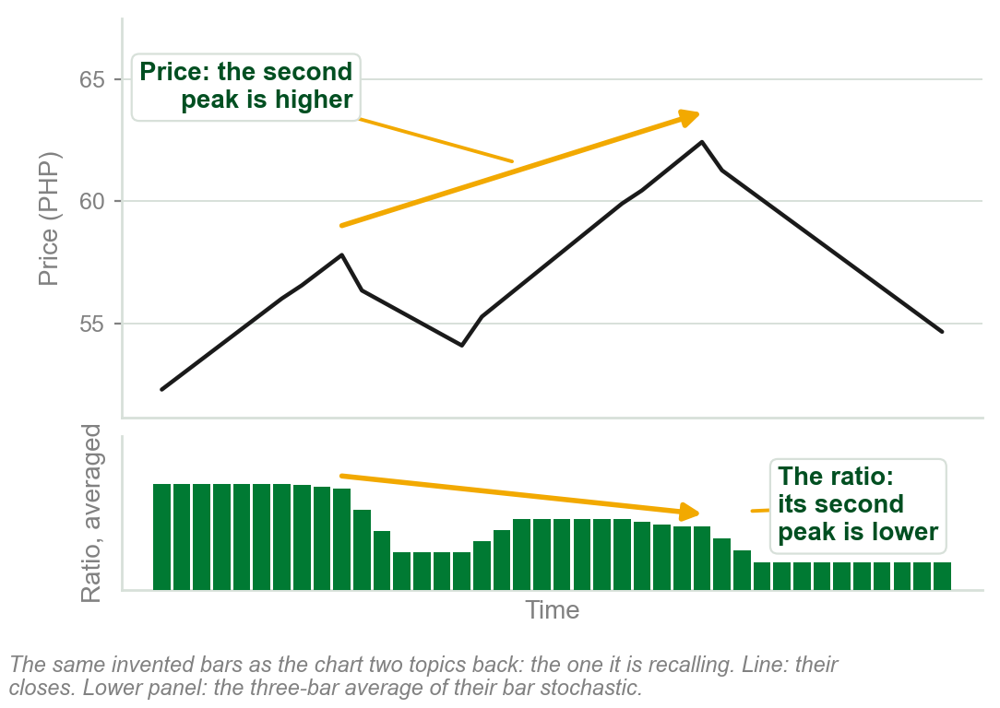 Price: the second
peak is higher
65
60
55
Price (PHP)
The ratio:
its second
peak is lower
Ratio, averaged
Time
The same invented bars as the chart two topics back: the one it is recalling. Line: their
closes. Lower panel: the three-bar average of their bar stochastic.